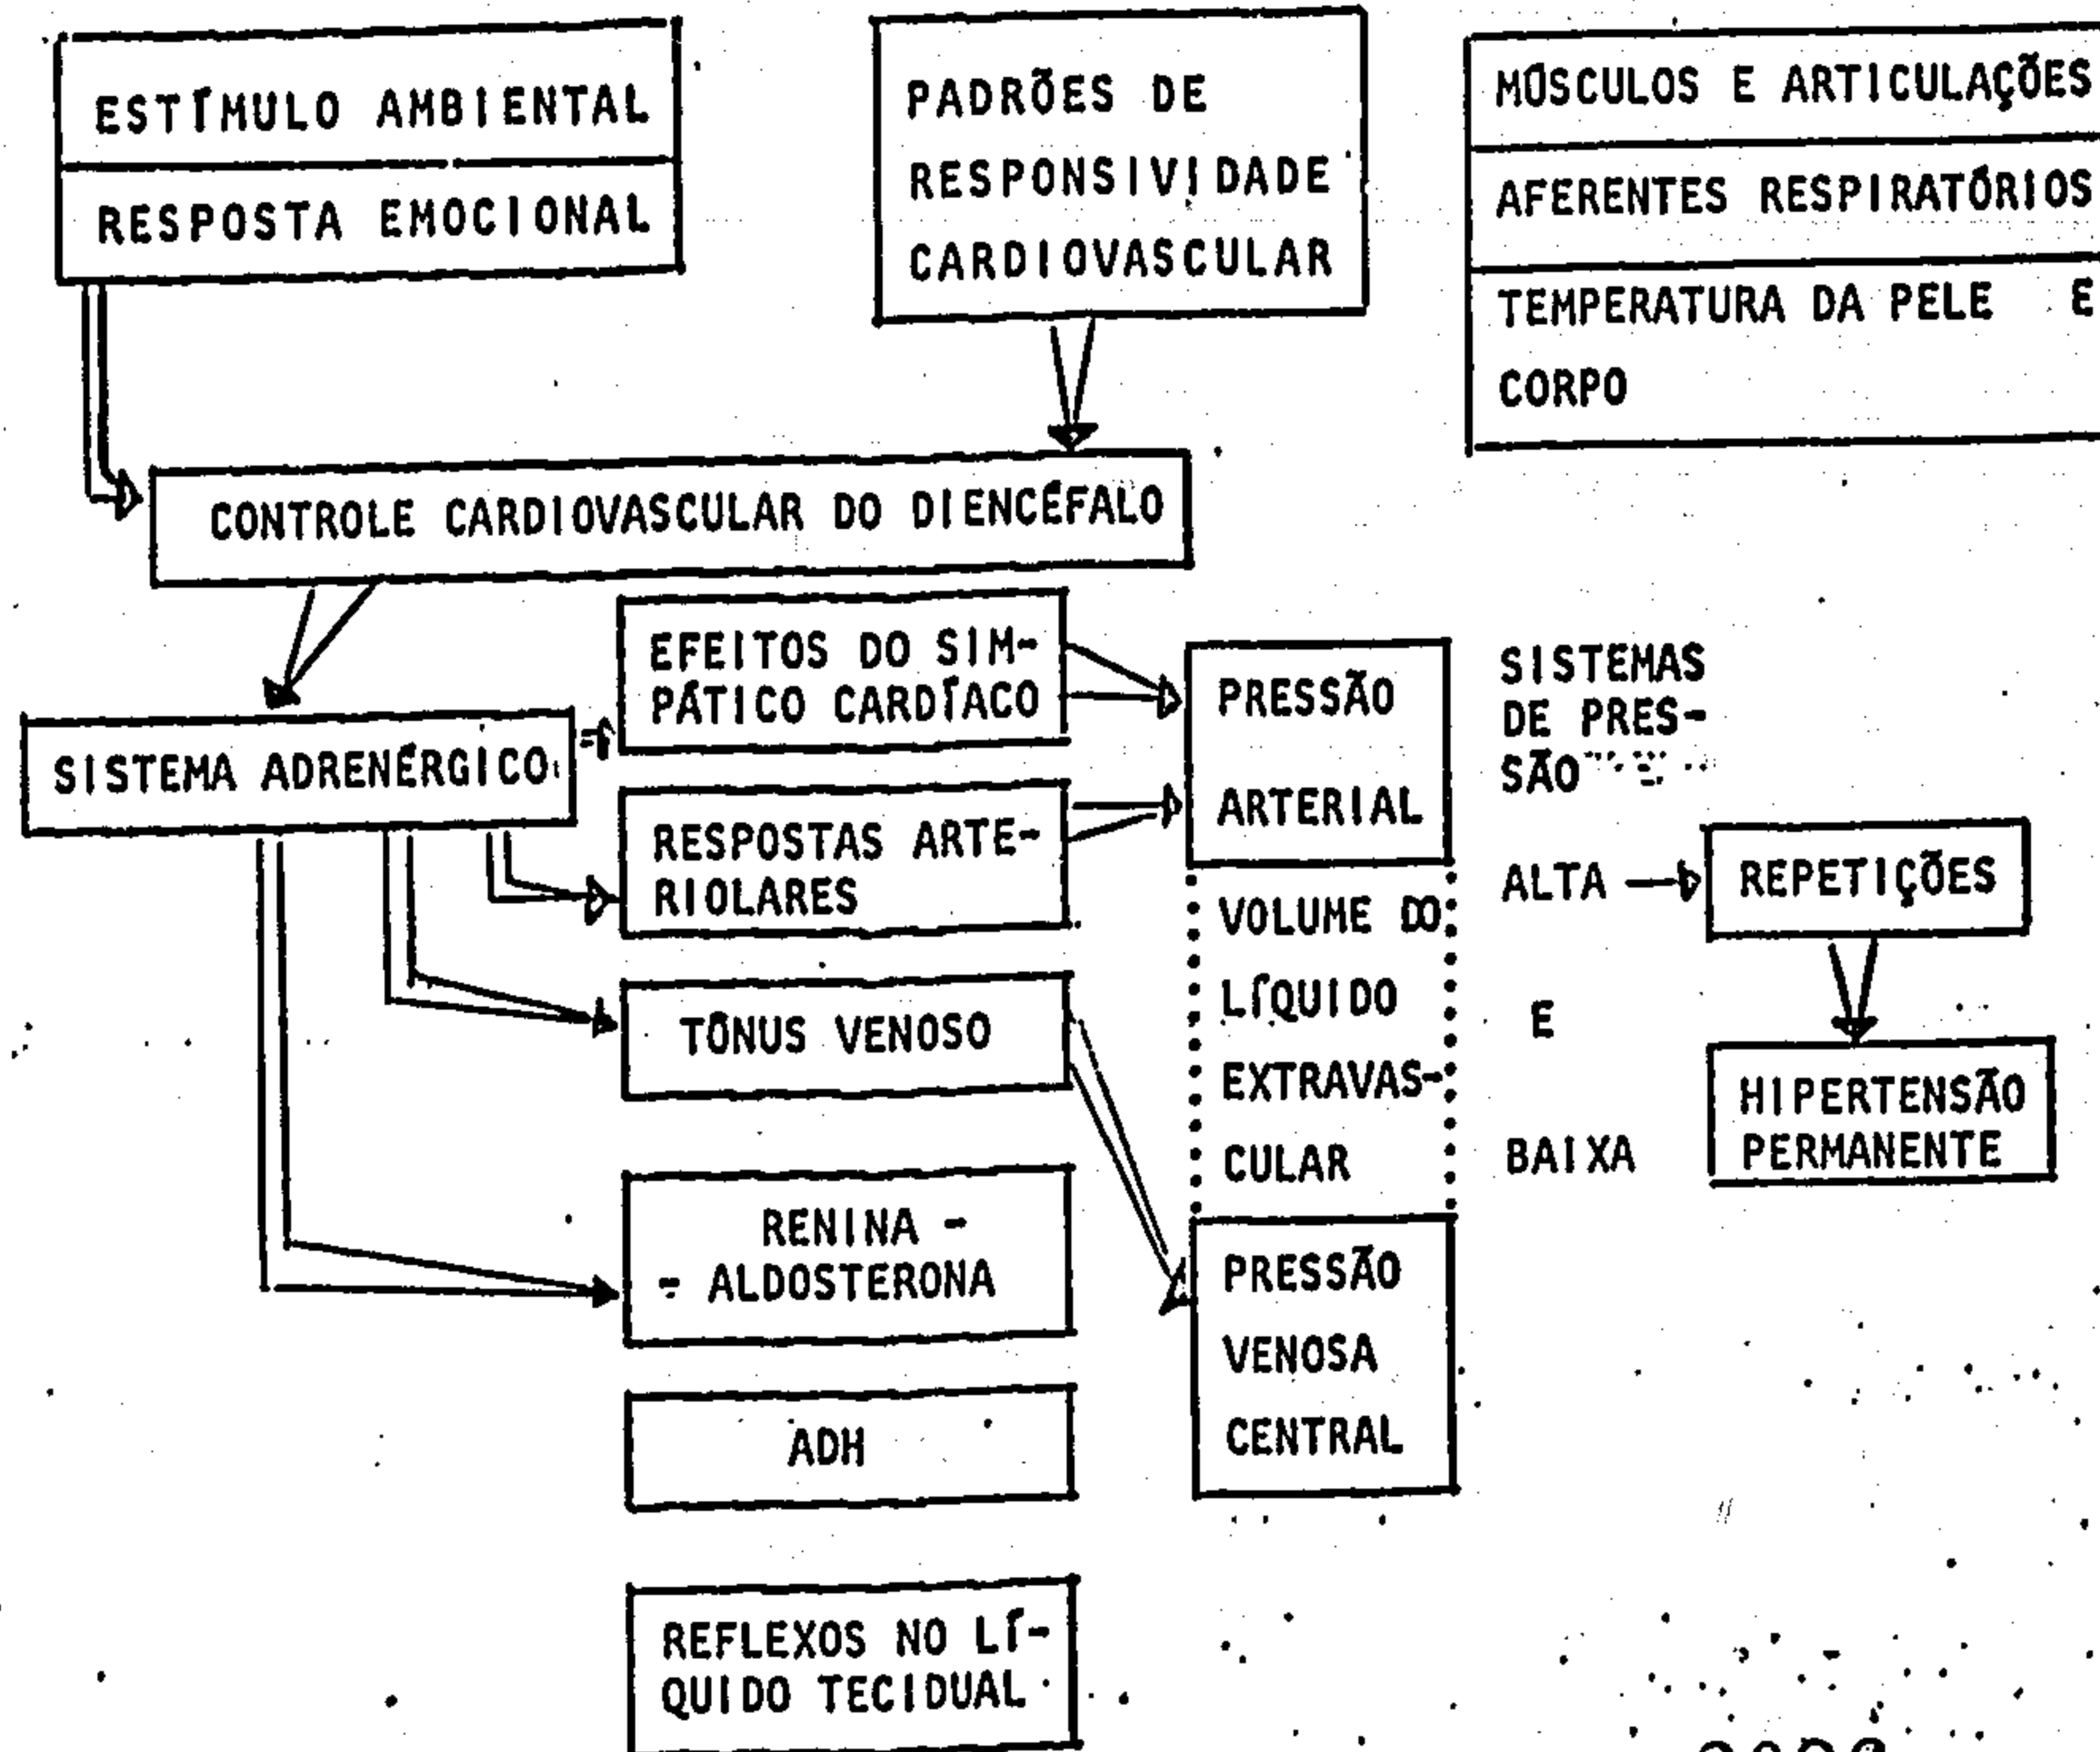 ESTÍMULO AMBIENTAL
RESPOSTA EMOCIONAL
PADRÕES DE
RESPONSIVIDADE
CARDIOVASCULAR
MÚSCULOS E ARTICULAÇÕES
AFERENTES RESPIRATÓRIOS
TEMPERATURA DA PELE E
CORPO
CONTROLE CARDIOVASCULAR DO DIENCÉFALO
SISTEMA ADRENÉRGICO
EFEITOS DO SIM-
PÁTICO CARDÍACO
RESPOSTAS ARTE-
RIOLARES
TÔNUS VENOSO
RENINA -
- ALDOSTERONA
ADH
REFLEXOS NO LÍ-
QUIDO TECIDUAL
PRESSÃO
ARTERIAL
VOLUME DO
LÍQUIDO
EXTRAVAS-
CULAR
PRESSÃO
VENOSA
CENTRAL
SISTEMAS
DE PRES-
SÃO
ALTA
E
BAIXA
REPETIÇÕES
HIPERTENSÃO
PERMANENTE